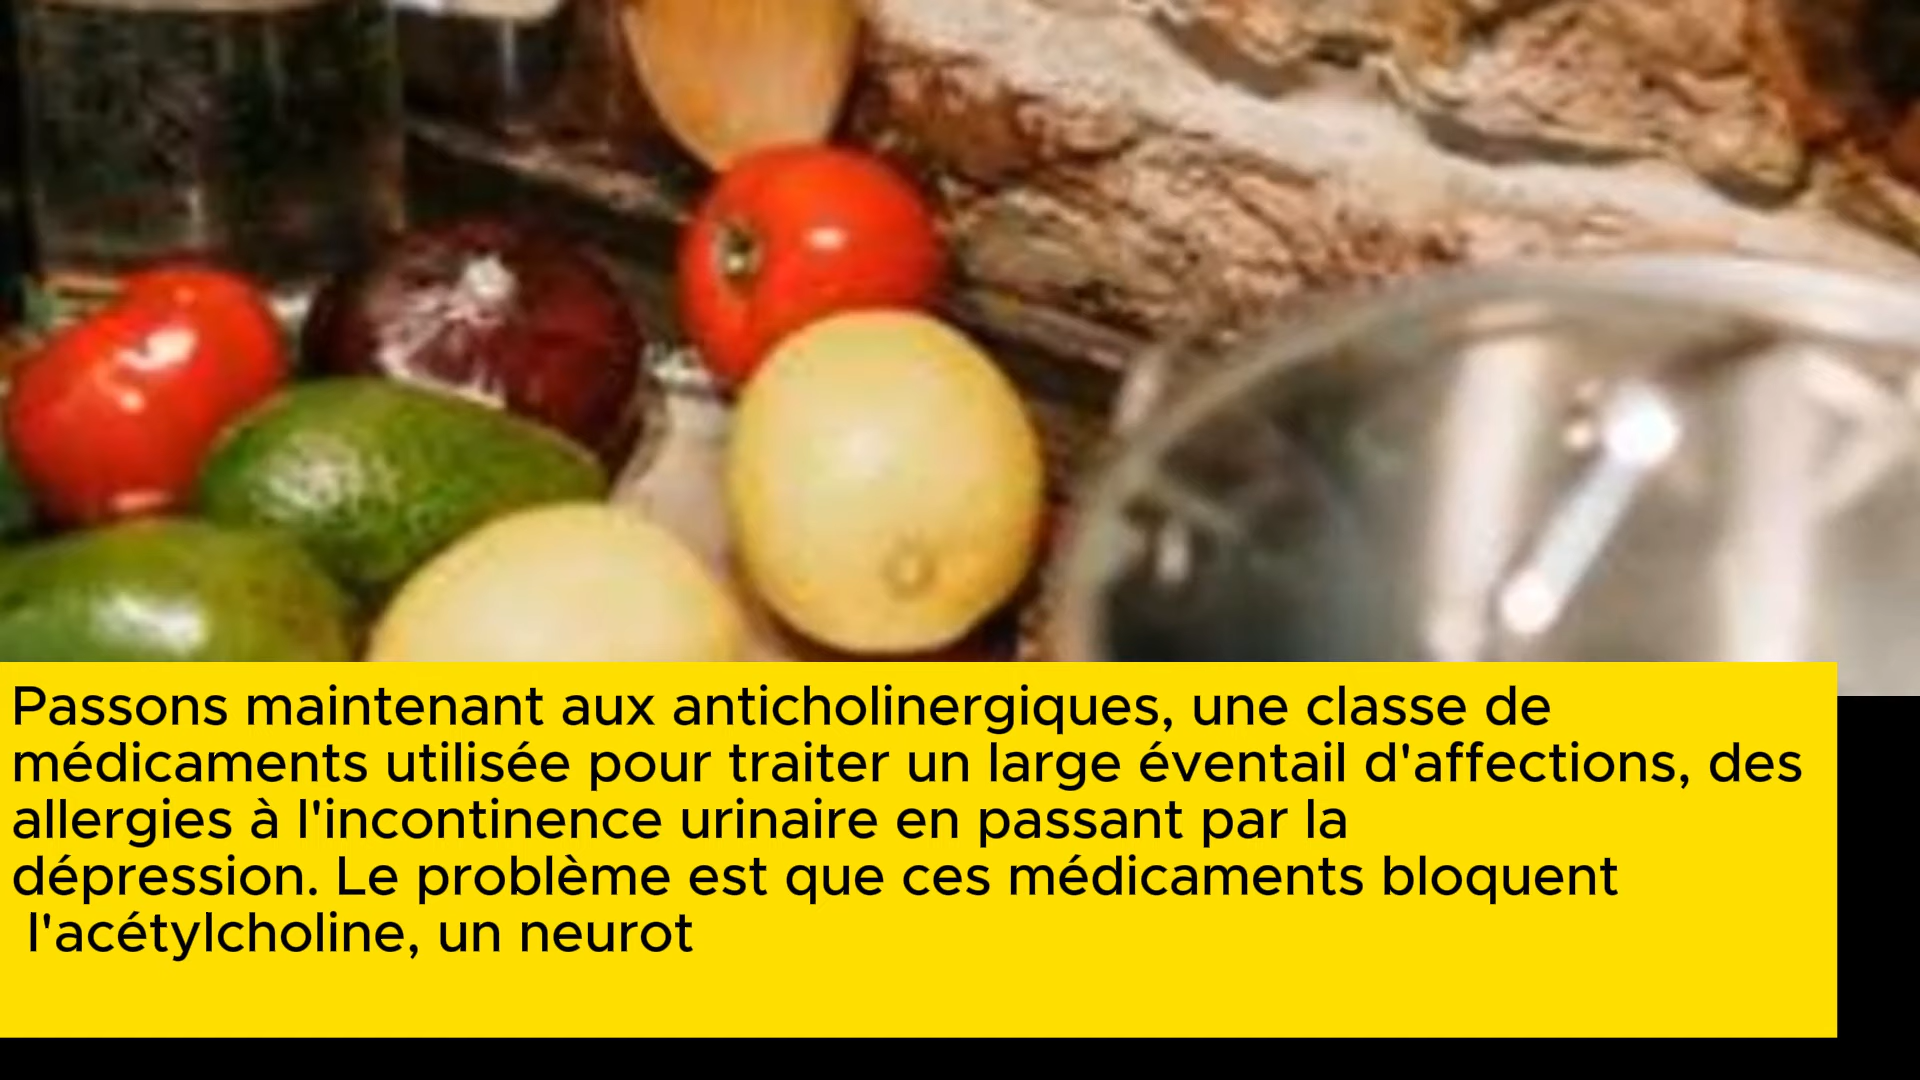 Passons maintenant aux anticholinergiques, une classe de
médicaments utilisée pour traiter un large éventail d'affections, des
allergies à l'incontinence urinaire en passant par la
dépression. Le problème est que ces médicaments bloquent
l'acétylcholine, un neurot